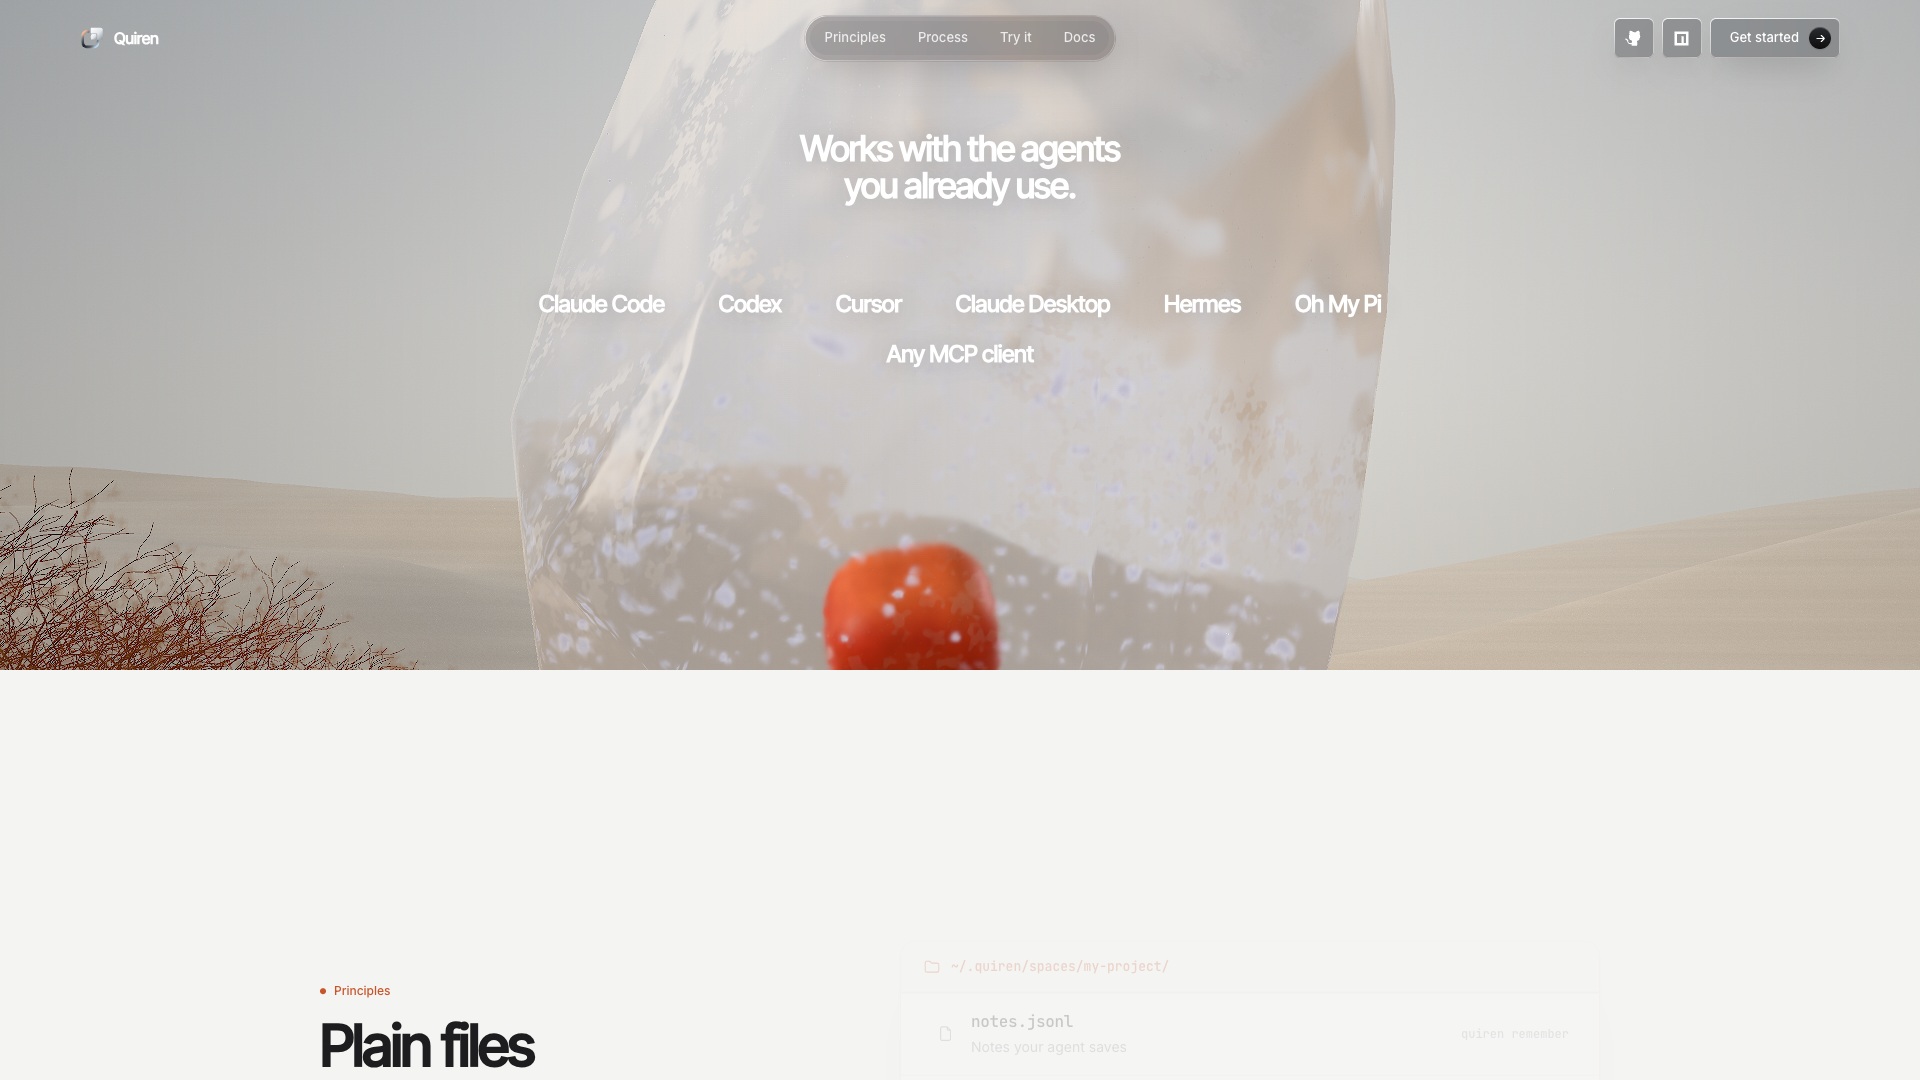 Quiren
Principles
Process
Try it
Docs
Get started
Works with the agents
you already use.
Claude Code
Codex
Cursor
Claude Desktop
Hermes
Oh My Pi
Any MCP client
Principles
Plain files
~/.quiren/spaces/my-project/
notes.jsonl
Notes your agent saves
quiren remember